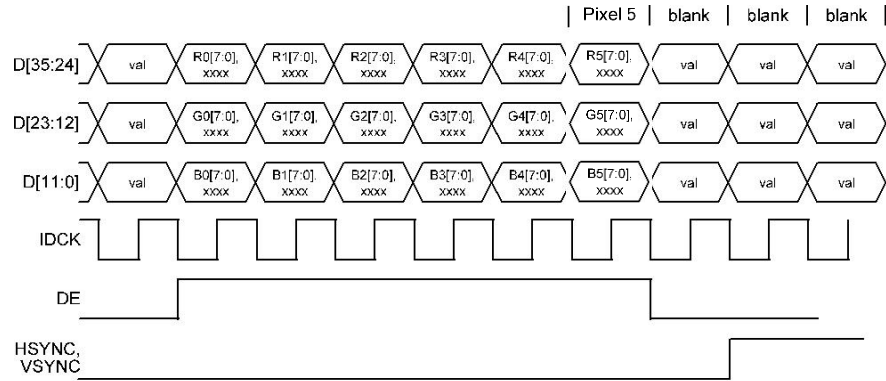 Pixel 5 blank blank blank
D[35:24] val R0[7:0], xxxx R1[7:0], xxxx R2[7:0], xxxx R3[7:0], xxxx R4[7:0], xxxx R5[7:0], xxxx val val val
D[23:12] val G0[7:0], xxxx G1[7:0], xxxx G2[7:0], xxxx G3[7:0], xxxx G4[7:0], xxxx G5[7:0], xxxx val val val
D[11:0] val B0[7:0], xxxx B1[7:0], xxxx B2[7:0], xxxx B3[7:0], xxxx B4[7:0], xxxx B5[7:0], xxxx val val val
IDCK
DE
HSYNC,
VSYNC